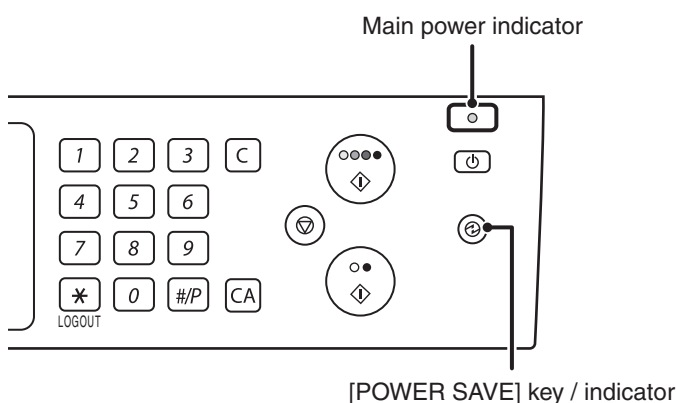 Main power indicator
1 2 3 C
4 5 6
7 8 9
* 0 #/P CA
LOGOUT
[POWER SAVE] key / indicator